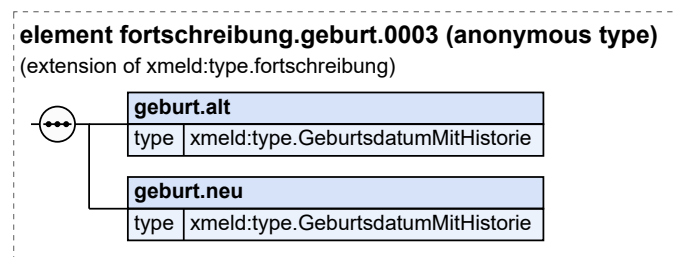 element fortschreibung.geburt.0003 (anonymous type)
(extension of xmeld:type.fortschreibung)
geburt.alt
type xmeld:type.GeburtsdatumMitHistorie
geburt.neu
type xmeld:type.GeburtsdatumMitHistorie